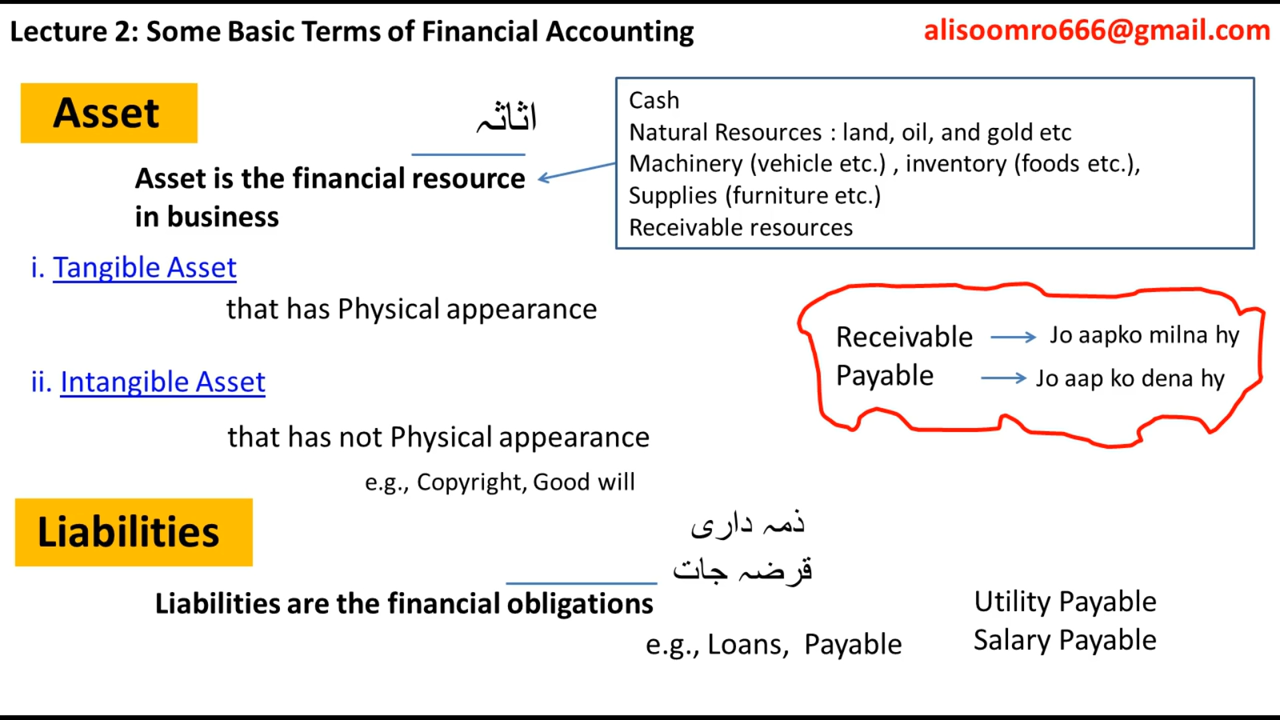 Lecture 2: Some Basic Terms of Financial Accounting
alisoomro666@gmail.com
Asset
اثاثہ
Asset is the financial resource
in business
Cash
Natural Resources : land, oil, and gold etc
Machinery (vehicle etc.) , inventory (foods etc.),
Supplies (furniture etc.)
Receivable resources
i. Tangible Asset
that has Physical appearance
Receivable → Jo aapko milna hy
Payable → Jo aap ko dena hy
ii. Intangible Asset
that has not Physical appearance
e.g., Copyright, Good will
Liabilities
ذمہ داری
قرضہ جات
Liabilities are the financial obligations
e.g., Loans, Payable
Utility Payable
Salary Payable